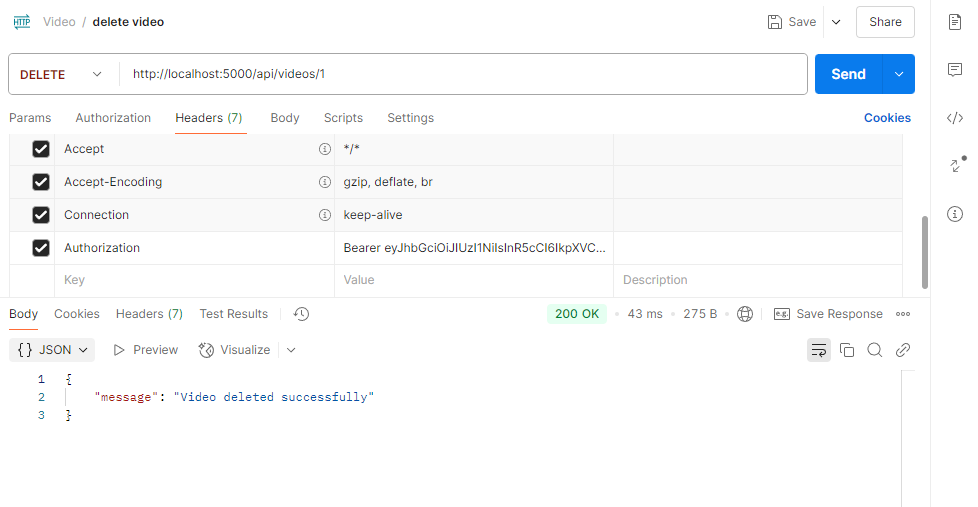 HTTP Video / delete video Save Share
DELETE http://localhost:5000/api/videos/1 Send
Params Authorization Headers (7) Body Scripts Settings Cookies
Accept */*
Accept-Encoding gzip, deflate, br
Connection keep-alive
Authorization Bearer eyJhbGciOiJIUzI1NiIsInR5cCI6IkpXVC...
Key Value Description
Body Cookies Headers (7) Test Results 200 OK 43 ms 275 B e.g. Save Response
{} JSON Preview Visualize
1 {
2 "message": "Video deleted successfully"
3 }